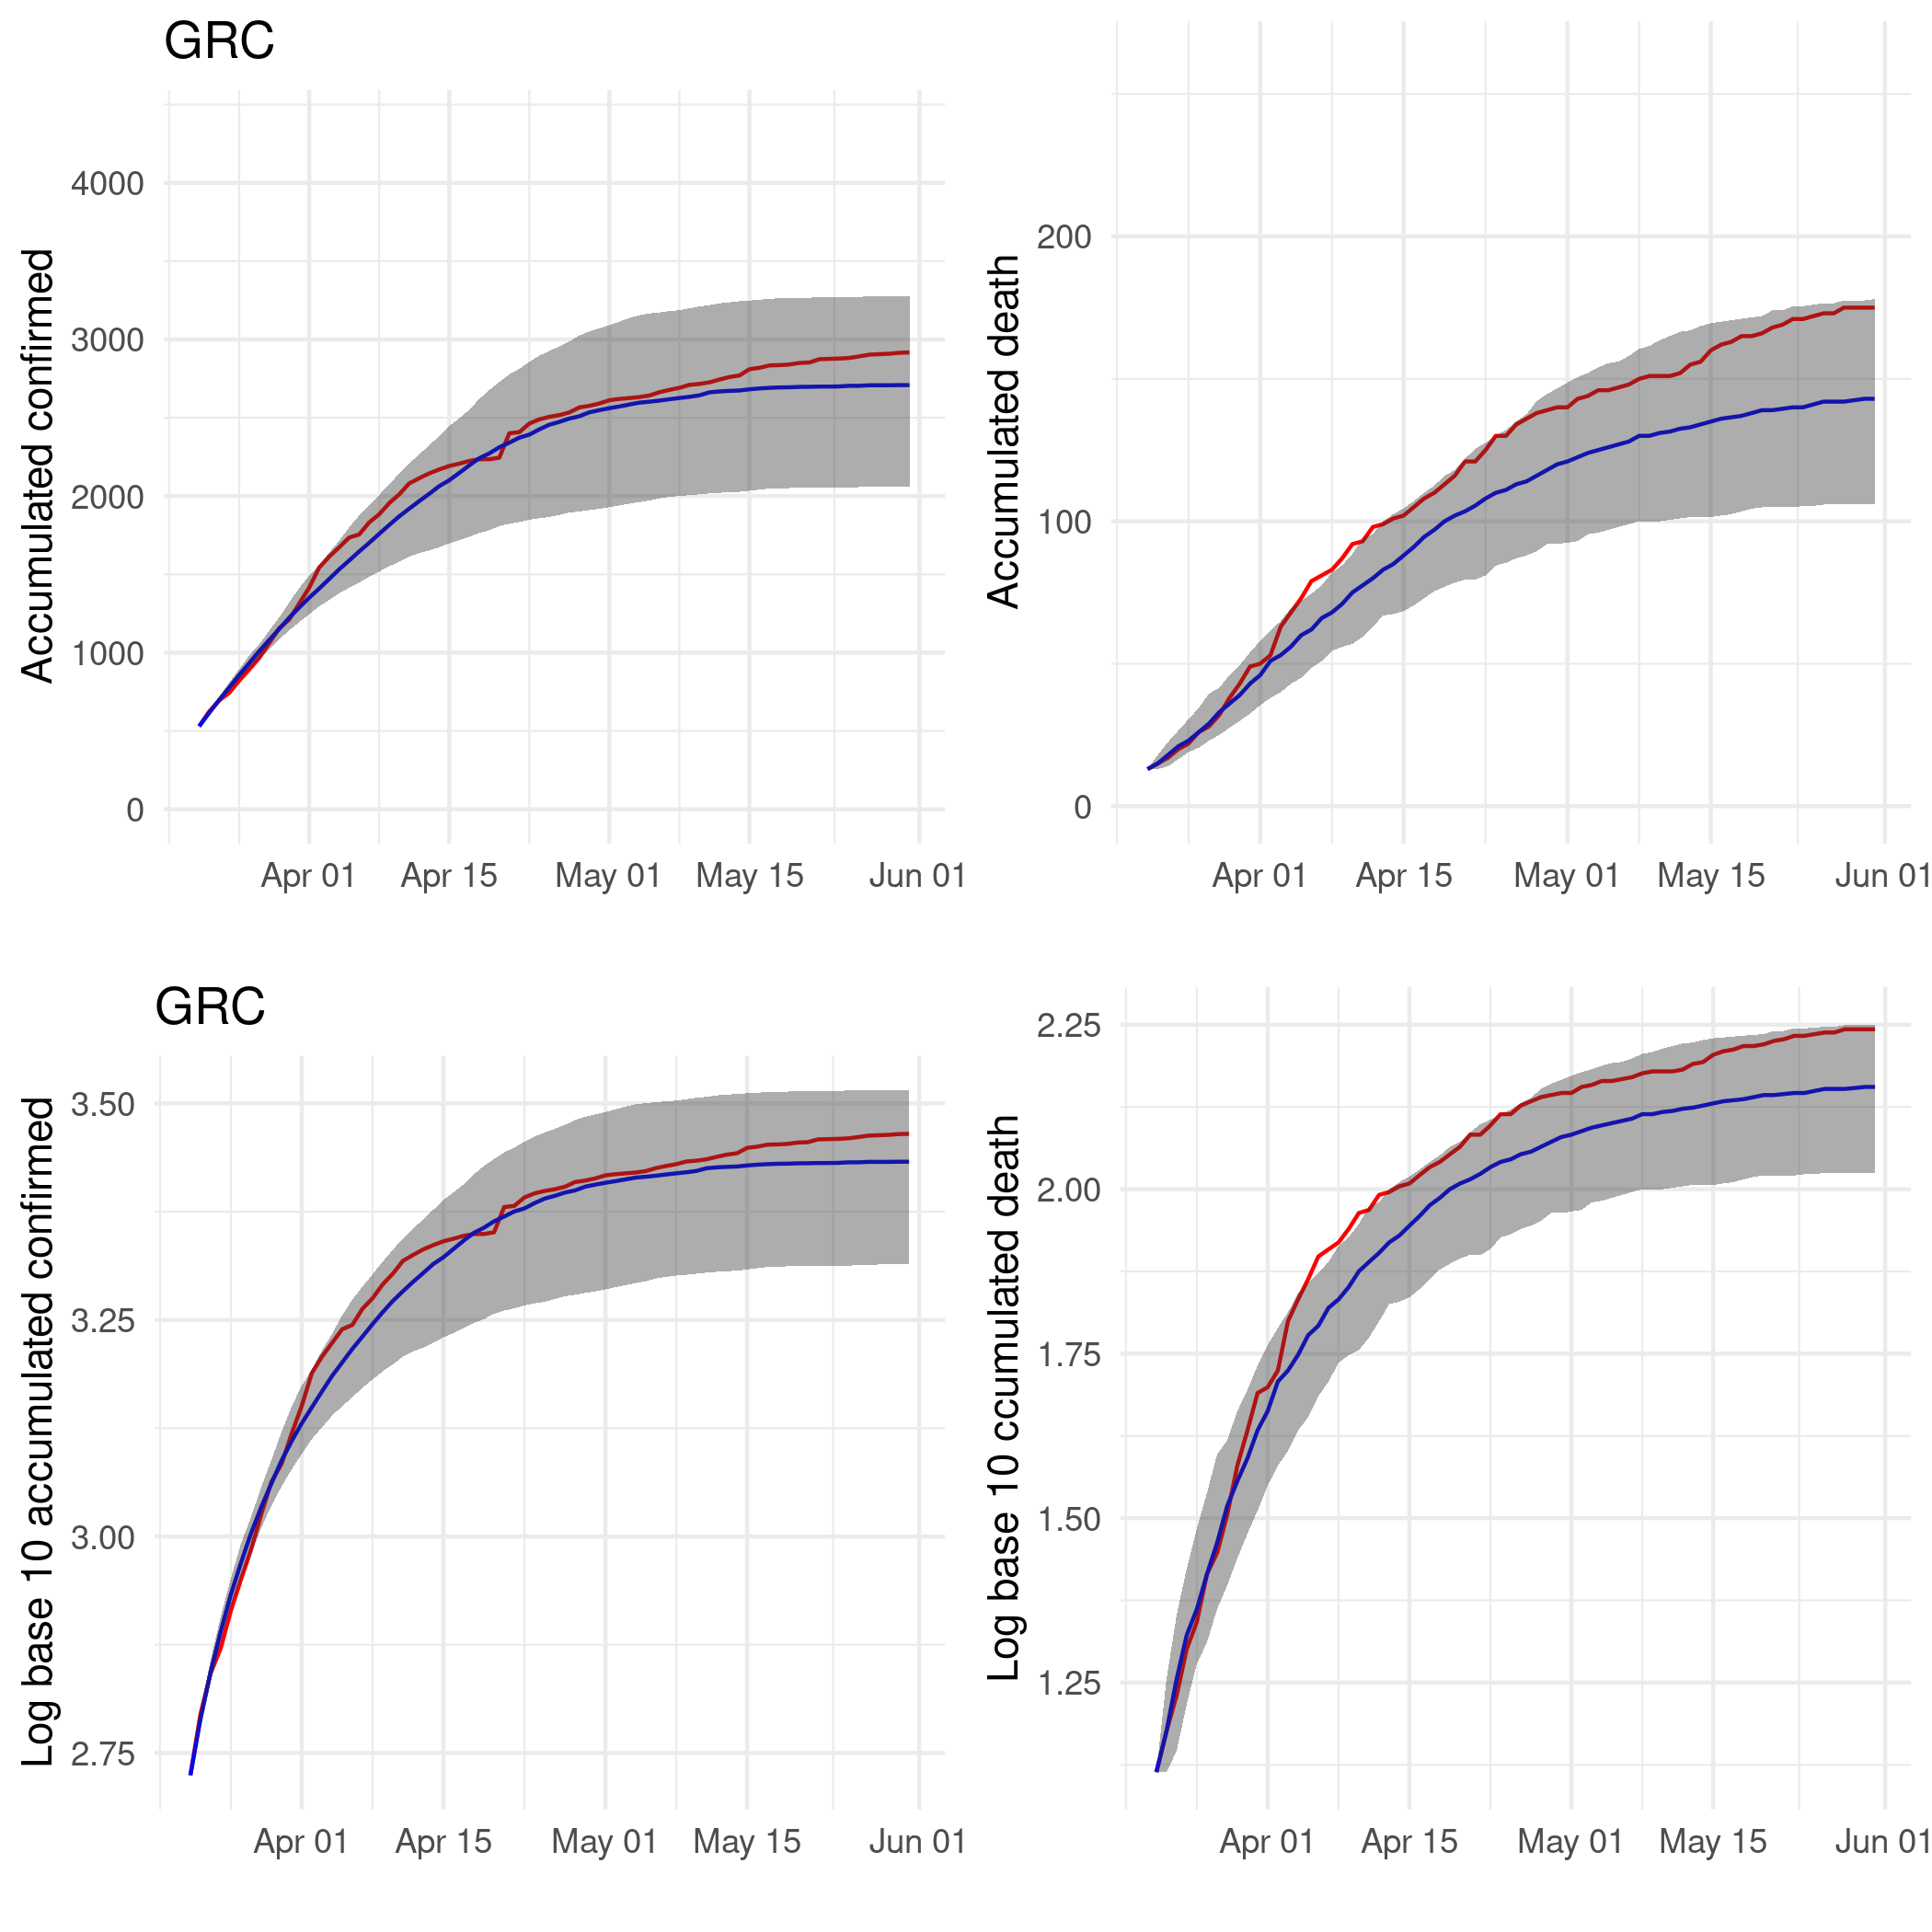 GRC
Accumulated confirmed
4000
3000
2000
1000
0
Apr 01 Apr 15 May 01 May 15 Jun 01
Accumulated death
200
100
0
Apr 01 Apr 15 May 01 May 15 Jun 01
GRC
Log base 10 accumulated confirmed
3.50
3.25
3.00
2.75
Apr 01 Apr 15 May 01 May 15 Jun 01
Log base 10 ccumulated death
2.25
2.00
1.75
1.50
1.25
Apr 01 Apr 15 May 01 May 15 Jun 01